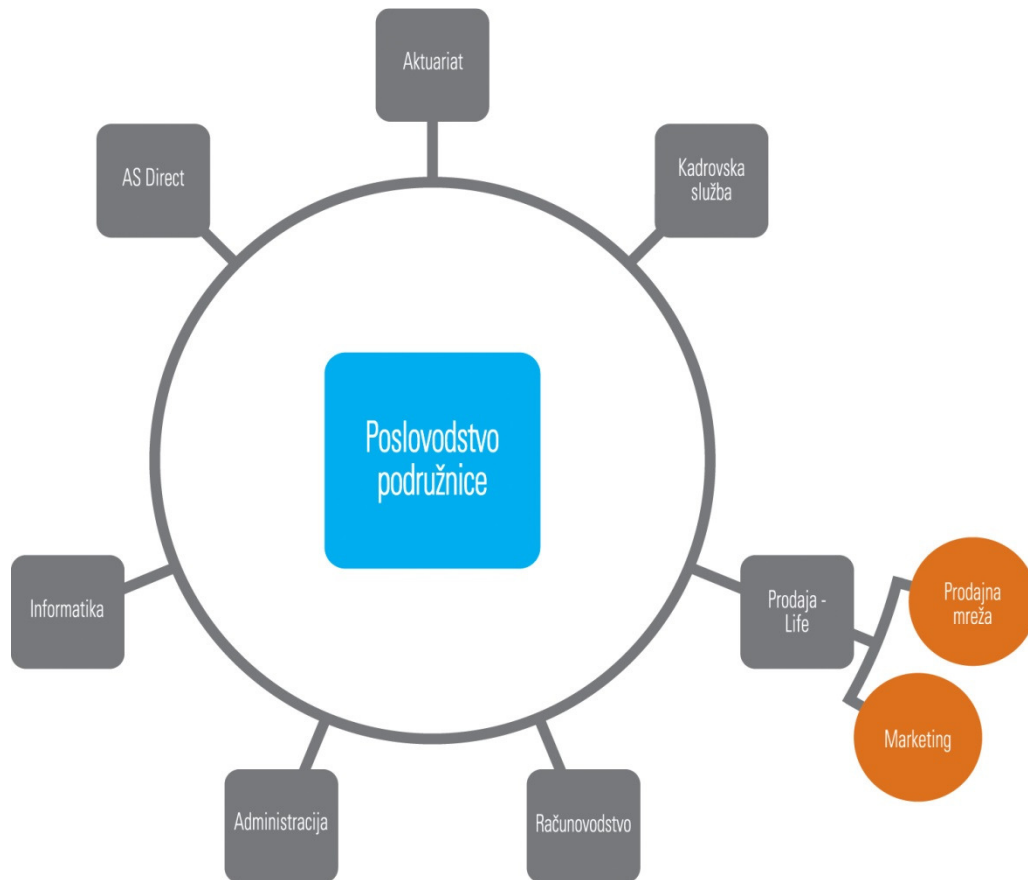 Aktuariat
AS Direct
Kadrovska
služba
Poslovodstvo
podružnice
Informatika
Prodaja -
Life
Prodajna
mreža
Marketing
Administracija
Računovodstvo